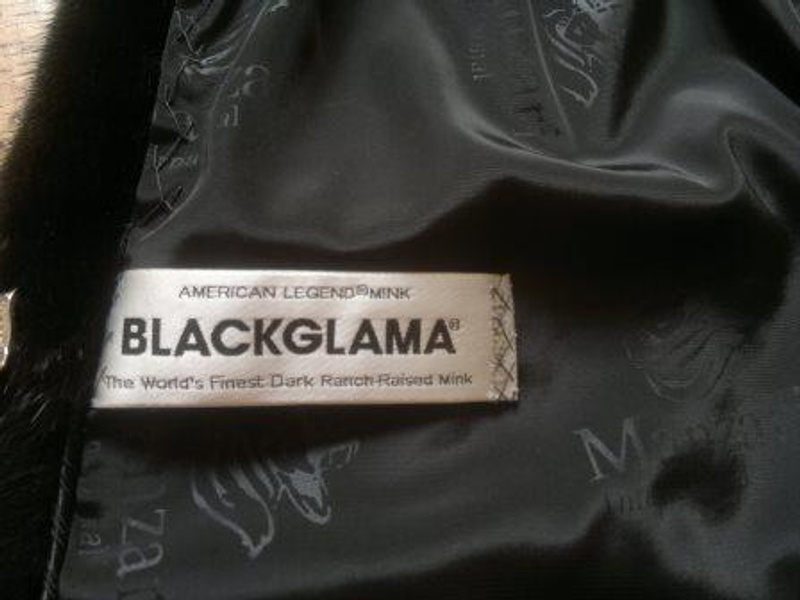 AMERICAN LEGEND®MINK
BLACKGLAMA®
The World's Finest Dark Ranch-Raised Mink